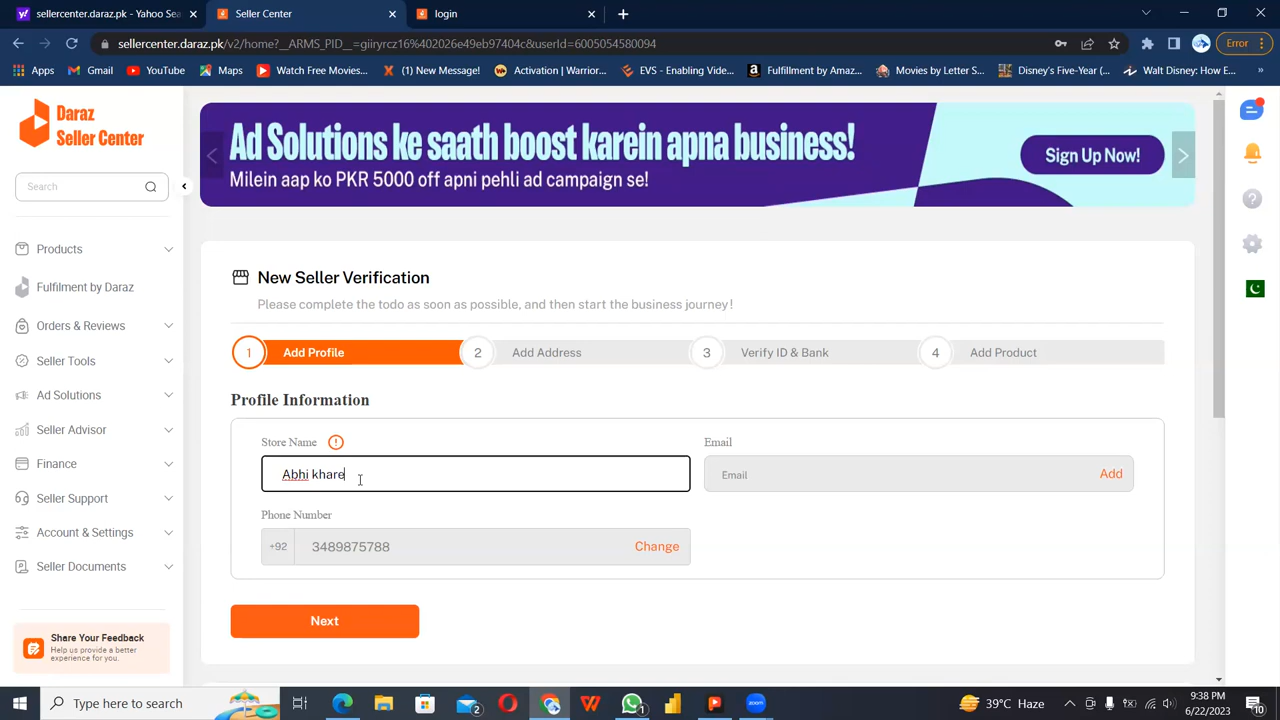 sellercenter.daraz.pk - Yahoo Sea
Seller Center
login
sellercenter.daraz.pk/v2/home?__ARMS_PID__=giiryrcz16%402026e49eb97404c&userId=6005054580094
Error
Apps
Gmail
YouTube
Maps
Watch Free Movies...
(1) New Message!
Activation | Warrior...
EVS - Enabling Vide...
Fulfillment by Amaz...
Movies by Letter S...
Disney's Five-Year (...
Walt Disney: How E...
Daraz
Seller Center
Search
Products
Fulfilment by Daraz
Orders & Reviews
Seller Tools
Ad Solutions
Seller Advisor
Finance
Seller Support
Account & Settings
Seller Documents
Share Your Feedback
Help us provide a better
experience for you.
Ad Solutions ke saath boost karein apna business!
Milein aap ko PKR 5000 off apni pehli ad campaign se!
Sign Up Now!
New Seller Verification
Please complete the todo as soon as possible, and then start the business journey!
1 Add Profile
2 Add Address
3 Verify ID & Bank
4 Add Product
Profile Information
Store Name
Abhi khare
Email
Email
Add
Phone Number
+92 3489875788 Change
Next
Type here to search
2
1
zoom
39°C Haze
9:38 PM
6/22/2023
10